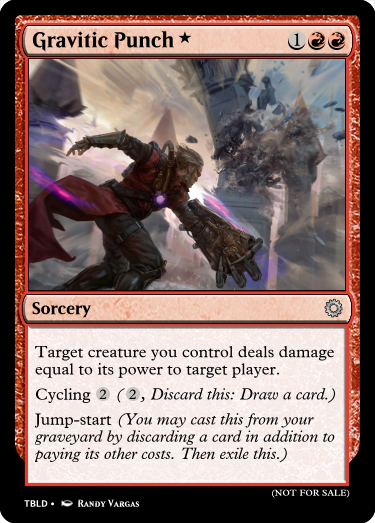 Gravitic Punch ★ 1
Sorcery
Target creature you control deals damage
equal to its power to target player.
Cycling 2 (2, Discard this: Draw a card.)
Jump-start (You may cast this from your
graveyard by discarding a card in addition to
paying its other costs. Then exile this.)
(NOT FOR SALE)
TBLD • RANDY VARGAS